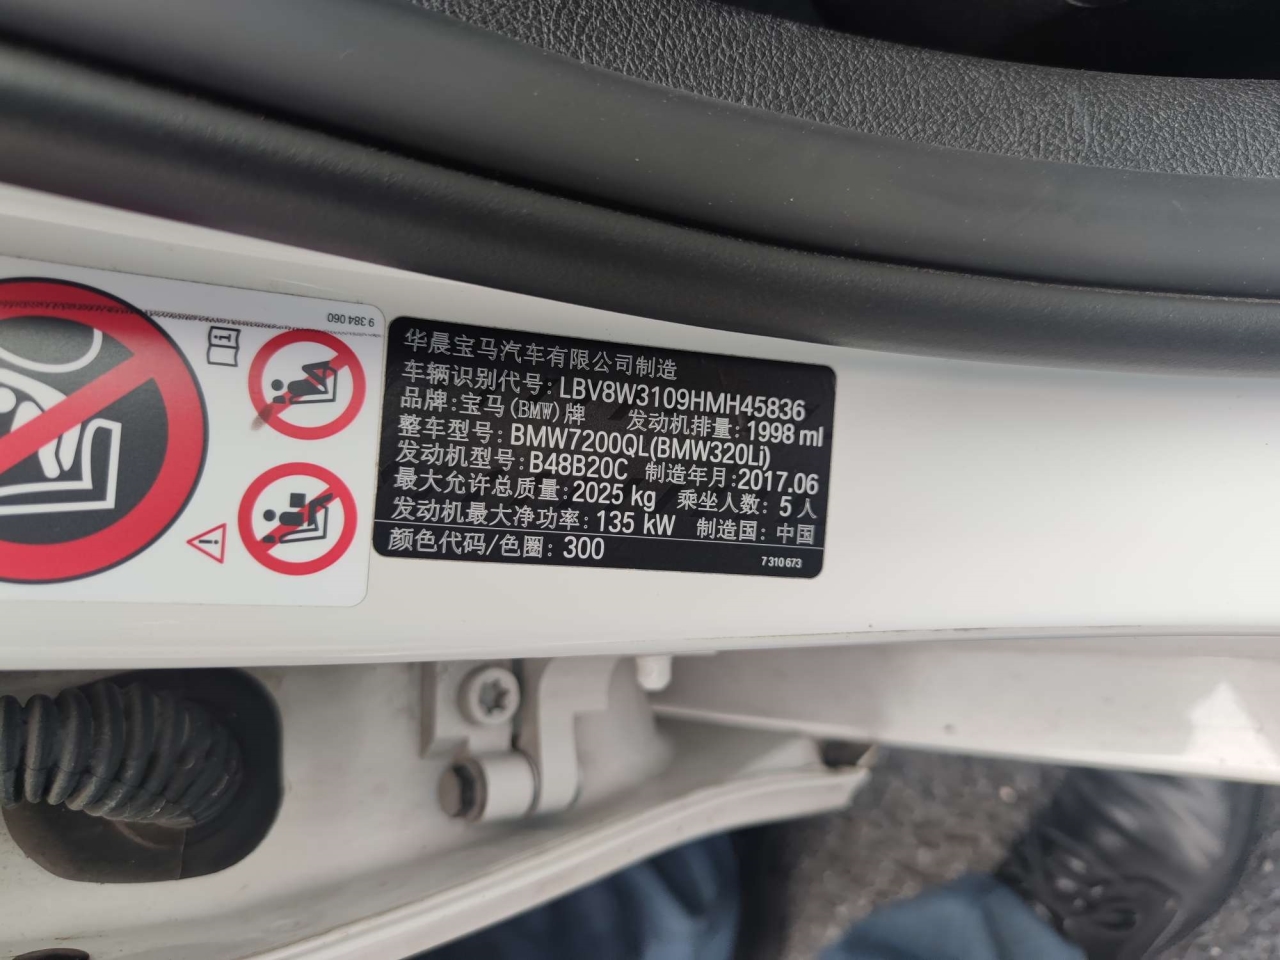 9 384 060
华晨宝马汽车有限公司制造
车辆识别代号: LBV8W3109HMH45836
品牌: 宝马(BMW)牌 发动机排量: 1998 ml
整车型号: BMW7200QL(BMW320Li)
发动机型号: B48B20C 制造年月: 2017.06
最大允许总质量: 2025 kg 乘坐人数: 5 人
发动机最大净功率: 135 kW 制造国: 中国
颜色代码/色圈: 300
7 310 673